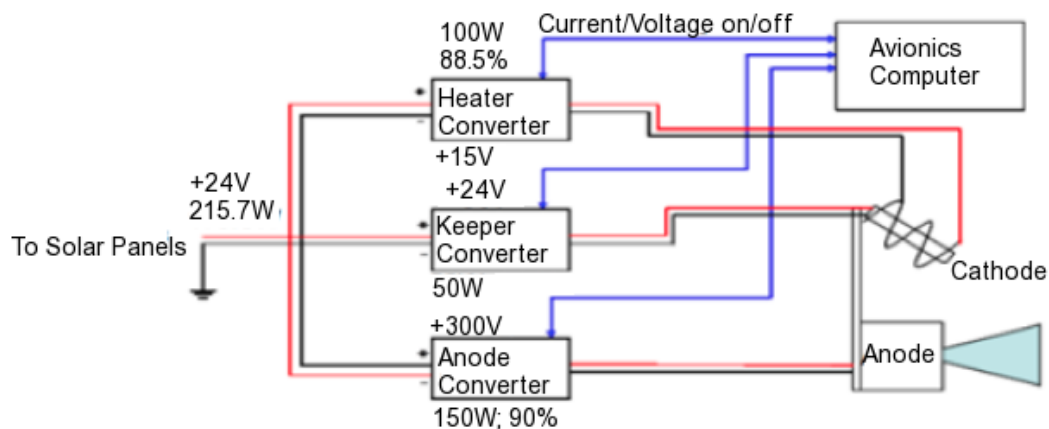 Current/Voltage on/off
100W
88.5%
Avionics
Computer
+
Heater
-
Converter
+15V
+24V
+24V
215.7W
To Solar Panels
+
Keeper
-
Converter
50W
Cathode
+300V
+
Anode
-
Converter
Anode
150W; 90%